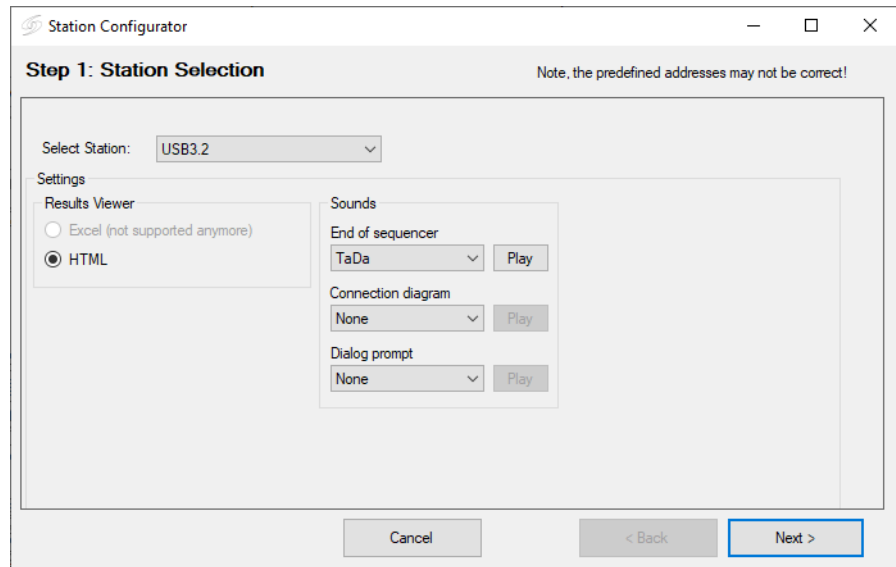 Station Configurator
Step 1: Station Selection
Note, the predefined addresses may not be correct!
Select Station: USB3.2
Settings
Results Viewer
Excel (not supported anymore)
HTML
Sounds
End of sequencer
TaDa Play
Connection diagram
None Play
Dialog prompt
None Play
Cancel < Back Next >